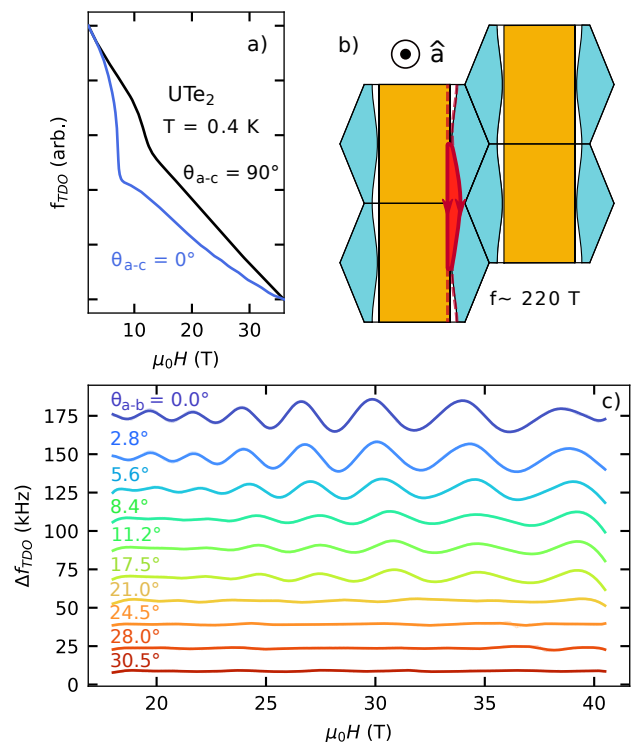 a)
UTe₂
T = 0.4 K
θₐ₋c = 90°
θₐ₋c = 0°
f_TDO (arb.)
10 20 30
μ₀H (T)
b)
â
f~ 220 T
c)
θₐ₋b = 0.0°
2.8°
5.6°
8.4°
11.2°
17.5°
21.0°
24.5°
28.0°
30.5°
175
150
125
100
75
50
25
0
Δf_TDO (kHz)
20 25 30 35 40
μ₀H (T)